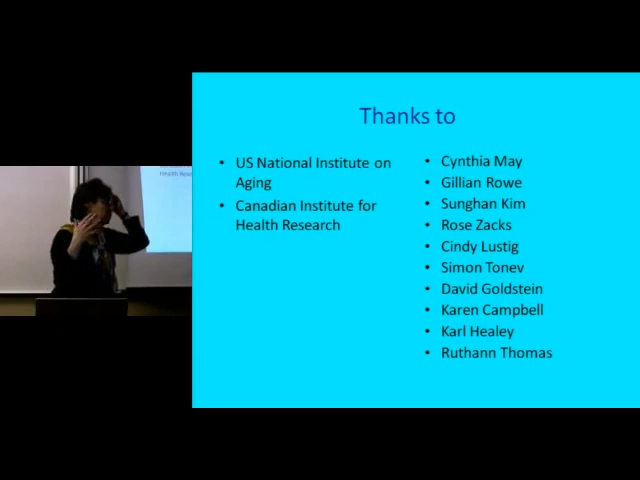 Thanks to
• US National Institute on
Aging
• Canadian Institute for
Health Research
• Cynthia May
• Gillian Rowe
• Sunghan Kim
• Rose Zacks
• Cindy Lustig
• Simon Tonev
• David Goldstein
• Karen Campbell
• Karl Healey
• Ruthann Thomas